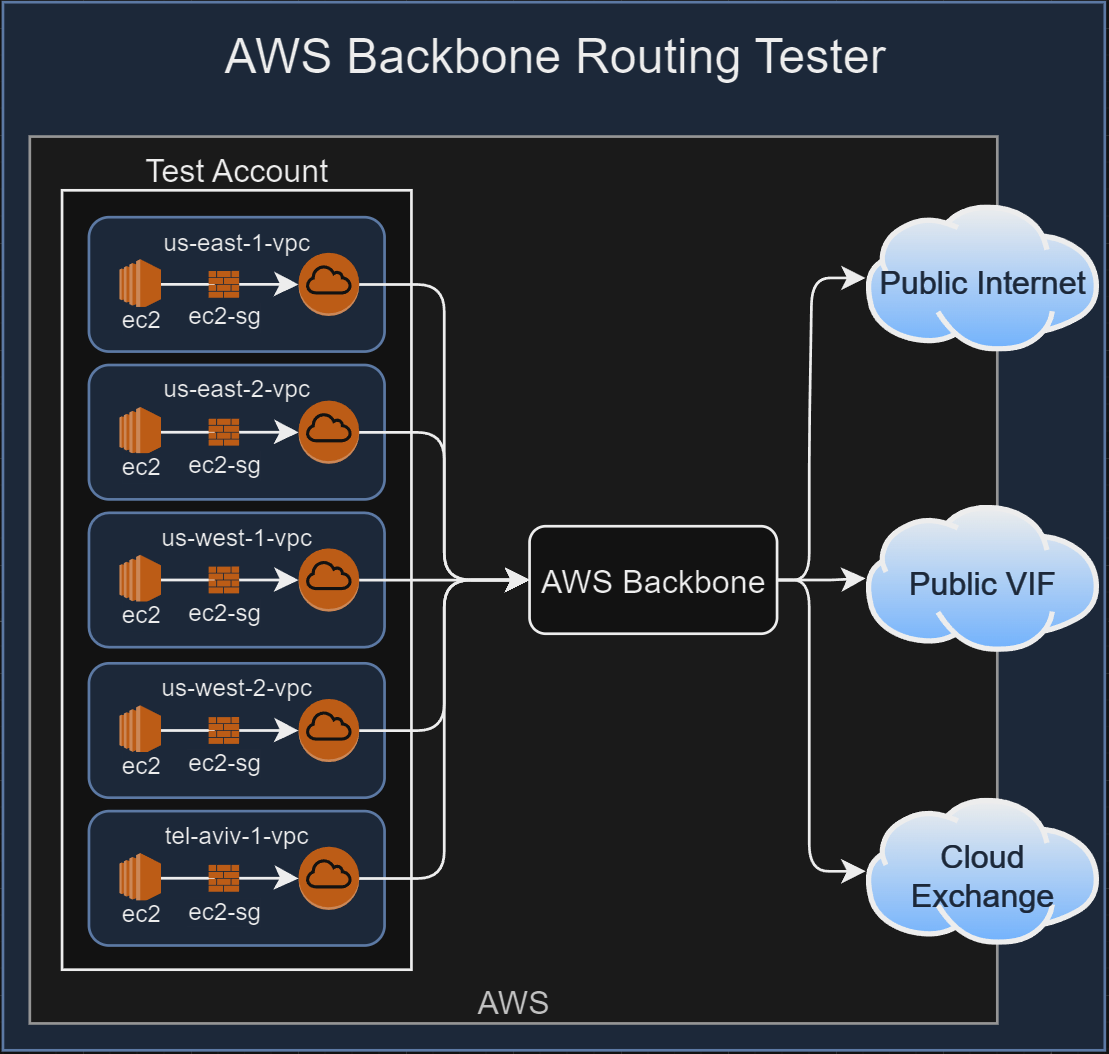 AWS Backbone Routing Tester
Test Account
us-east-1-vpc
ec2
ec2-sg
us-east-2-vpc
ec2
ec2-sg
us-west-1-vpc
ec2
ec2-sg
us-west-2-vpc
ec2
ec2-sg
tel-aviv-1-vpc
ec2
ec2-sg
AWS Backbone
Public Internet
Public VIF
Cloud
Exchange
AWS